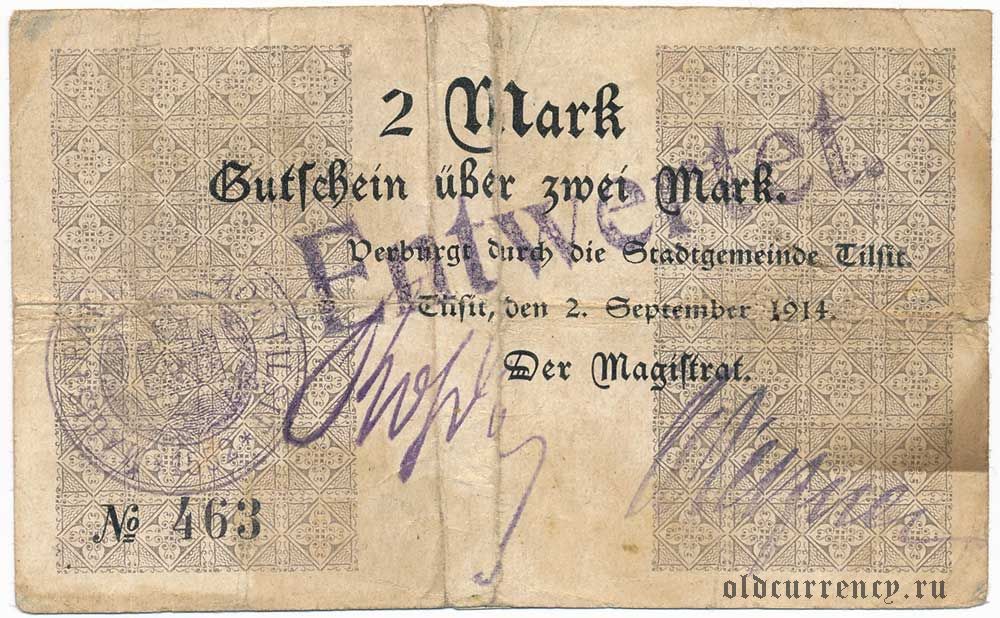 2 Mark
Gutschein über zwei Mark.
Entwertet.
Verbürgt durch die Stadtgemeinde Tilsit.
Tilsit, den 2. September 1914.
Der Magistrat.
№ 463
oldcurrency.ru